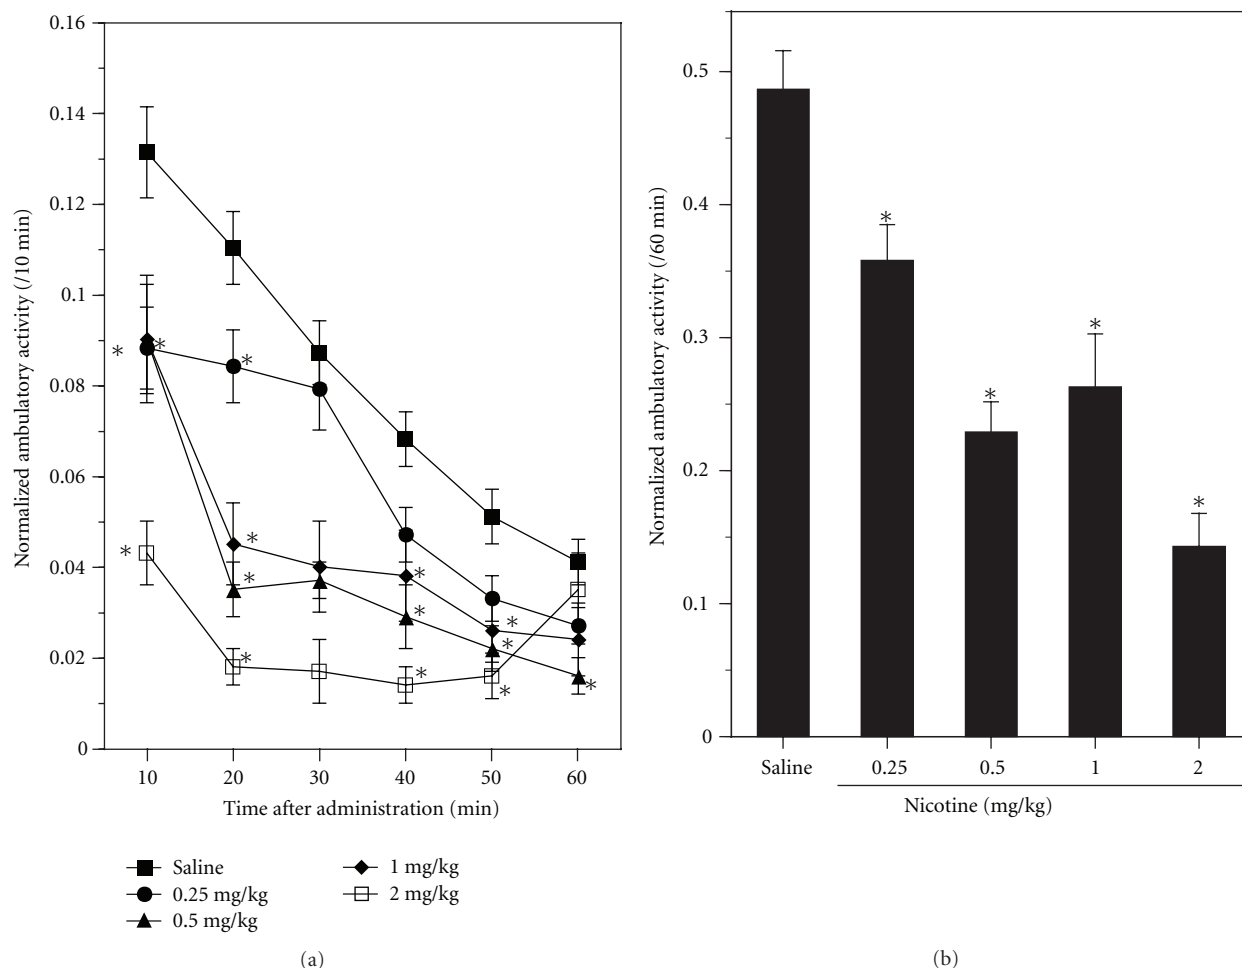 0.16
0.14
0.12
0.1
0.08
0.06
0.04
0.02
0
Normalized ambulatory activity (/10 min)
* * *
* * *
* * * *
* * * * *
10 20 30 40 50 60
Time after administration (min)
Saline
0.25 mg/kg
0.5 mg/kg
1 mg/kg
2 mg/kg
(a)
0.5
0.4
0.3
0.2
0.1
0
Normalized ambulatory activity (/60 min)
* * * *
Saline 0.25 0.5 1 2
Nicotine (mg/kg)
(b)